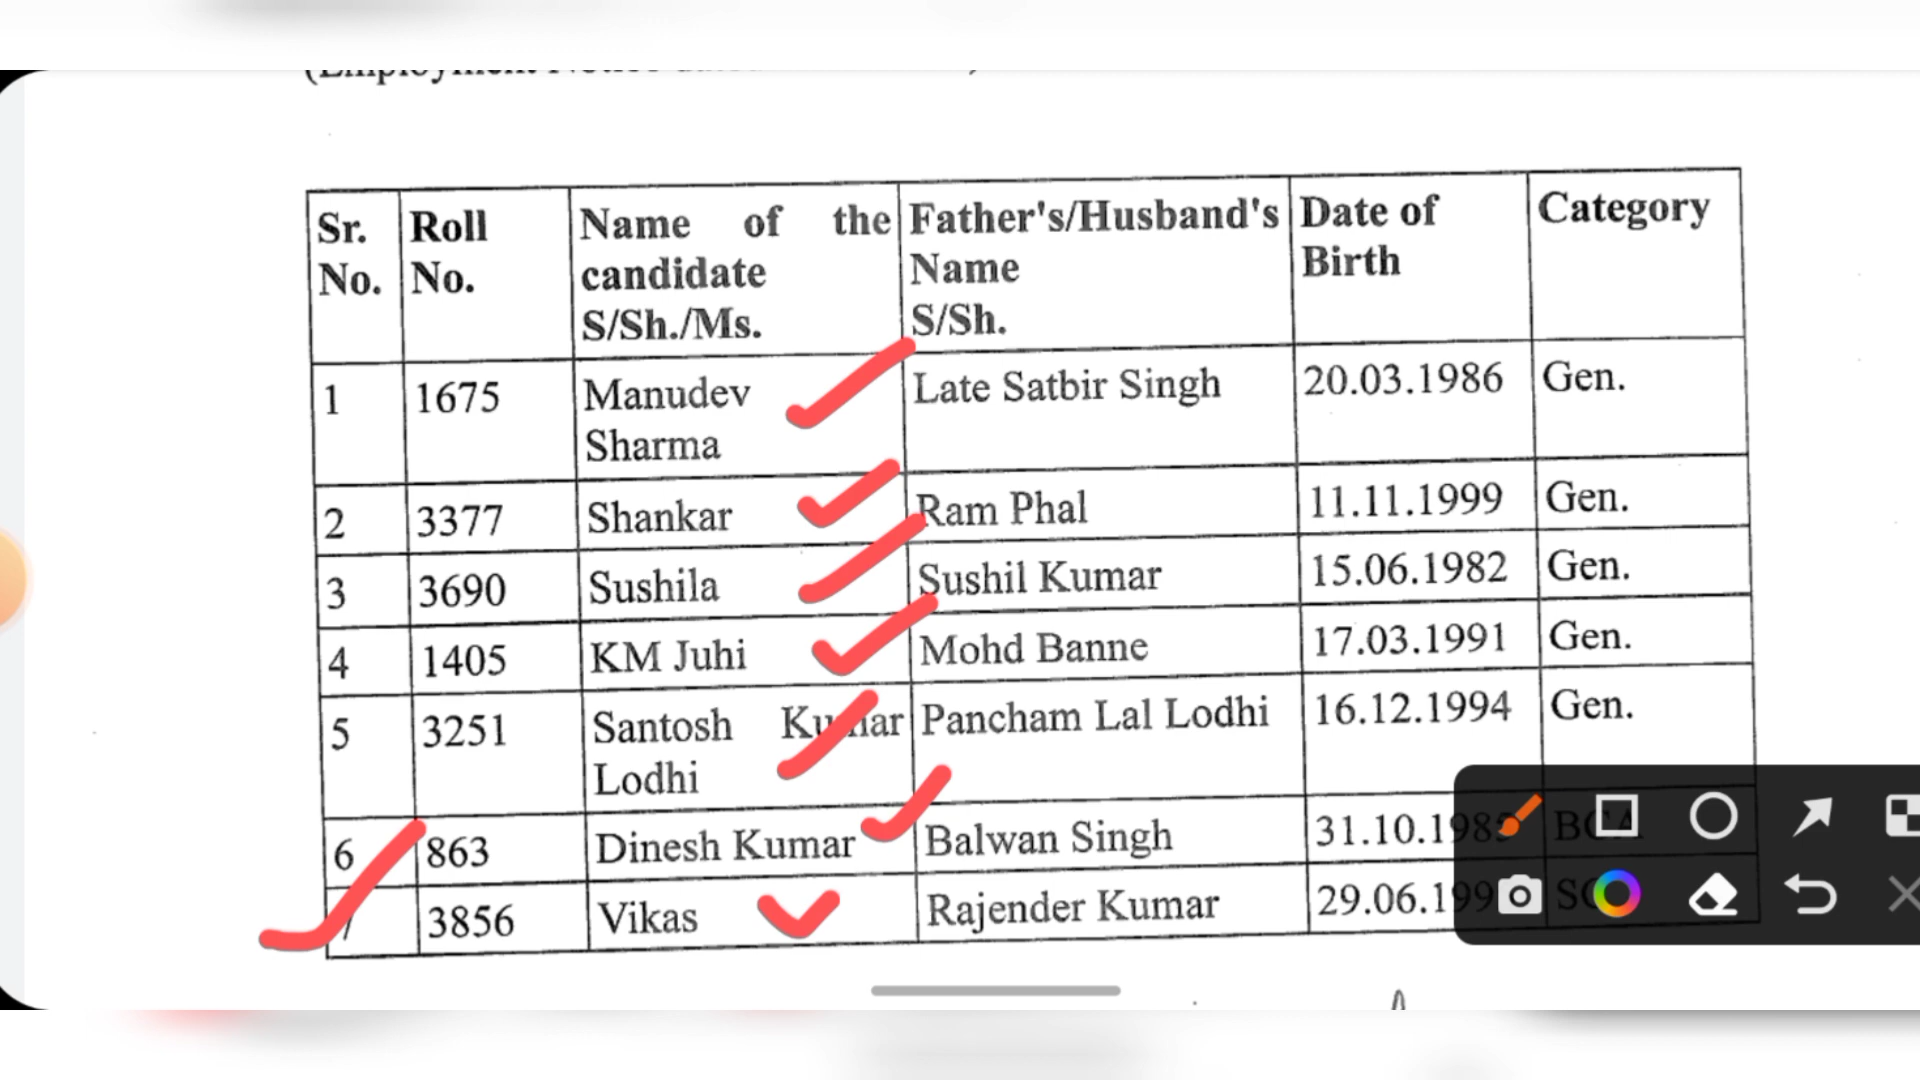 Sr. No. Roll No. Name of the candidate S/Sh./Ms. Father's/Husband's Name S/Sh. Date of Birth Category
1 1675 Manudev Sharma Late Satbir Singh 20.03.1986 Gen.
2 3377 Shankar Ram Phal 11.11.1999 Gen.
3 3690 Sushila Sushil Kumar 15.06.1982 Gen.
4 1405 KM Juhi Mohd Banne 17.03.1991 Gen.
5 3251 Santosh Kumar Lodhi Pancham Lal Lodhi 16.12.1994 Gen.
6 863 Dinesh Kumar Balwan Singh
7 3856 Vikas Rajender Kumar